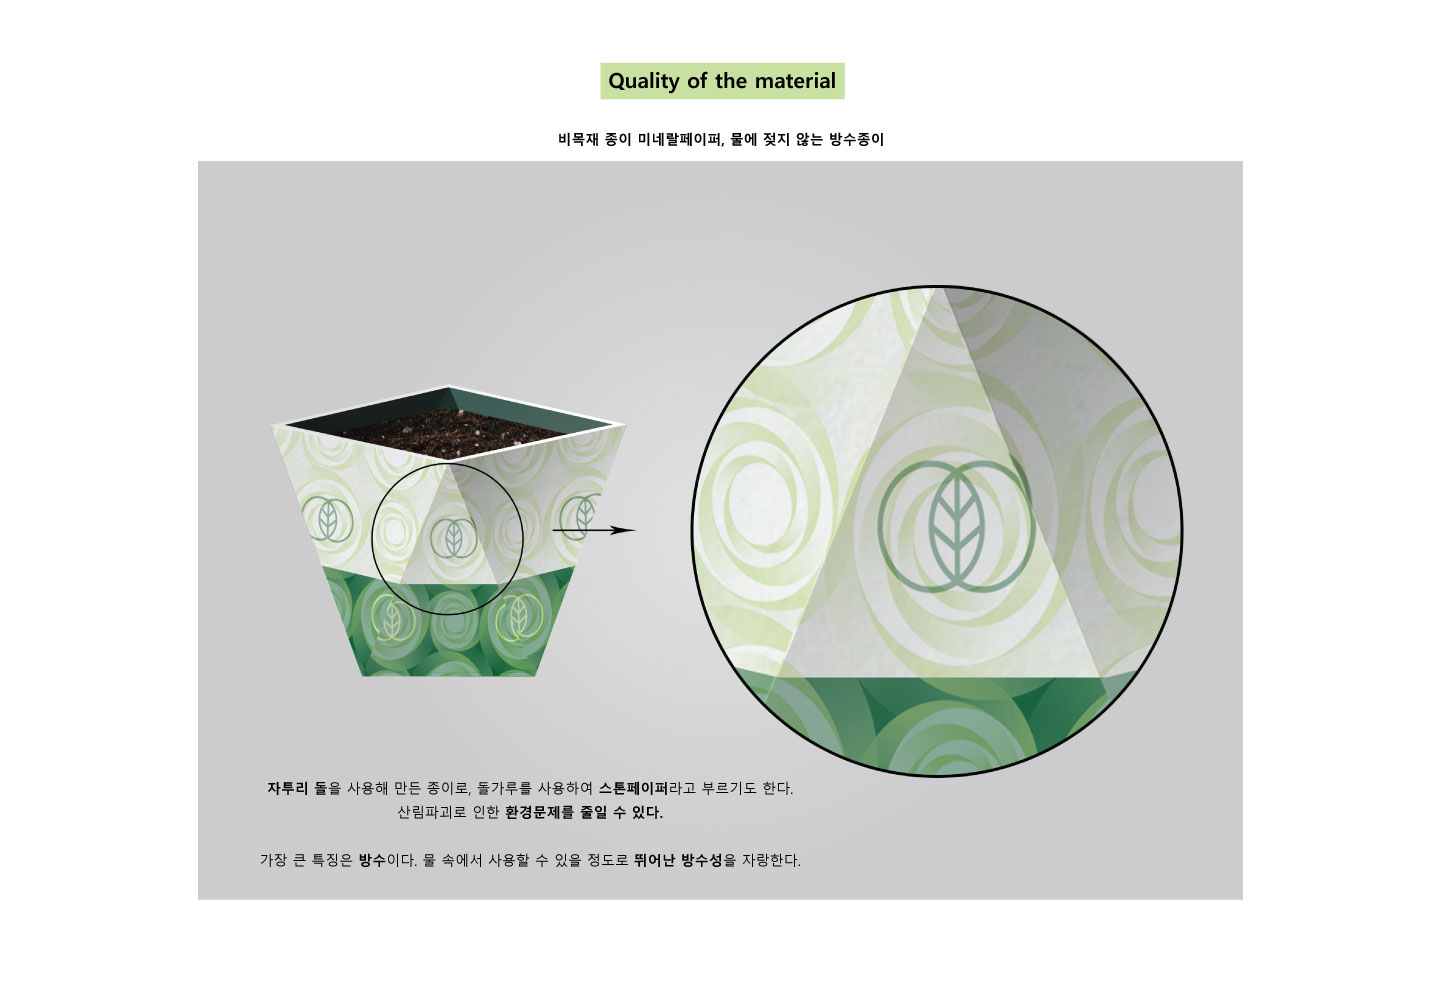 Quality of the material
비목재 종이 미네랄페이퍼, 물에 젖지 않는 방수종이
자투리 돌을 사용해 만든 종이로, 돌가루를 사용하여 스톤페이퍼라고 부르기도 한다.
산림파괴로 인한 환경문제를 줄일 수 있다.
가장 큰 특징은 방수이다. 물 속에서 사용할 수 있을 정도로 뛰어난 방수성을 자랑한다.